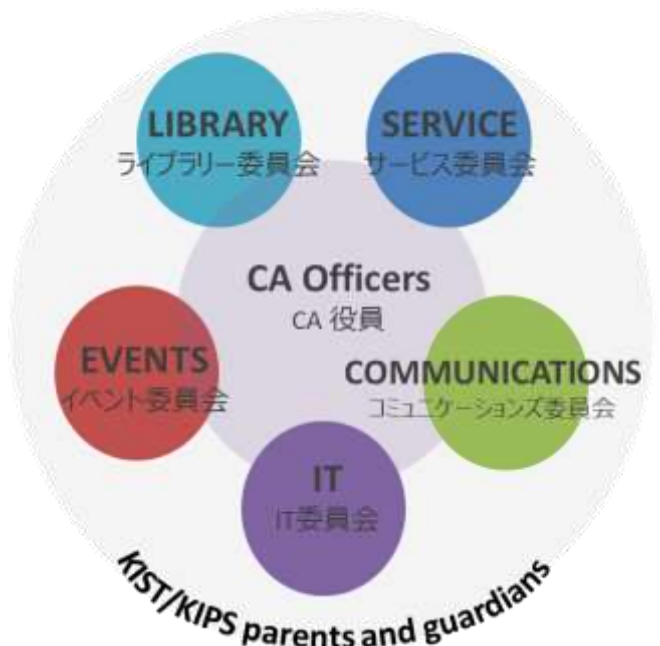 LIBRARY
ライブラリー委員会
SERVICE
サービス委員会
CA Officers
CA 役員
EVENTS
イベント委員会
COMMUNICATIONS
コミュニケーションズ委員会
IT
IT委員会
KIST/KIPS parents and guardians